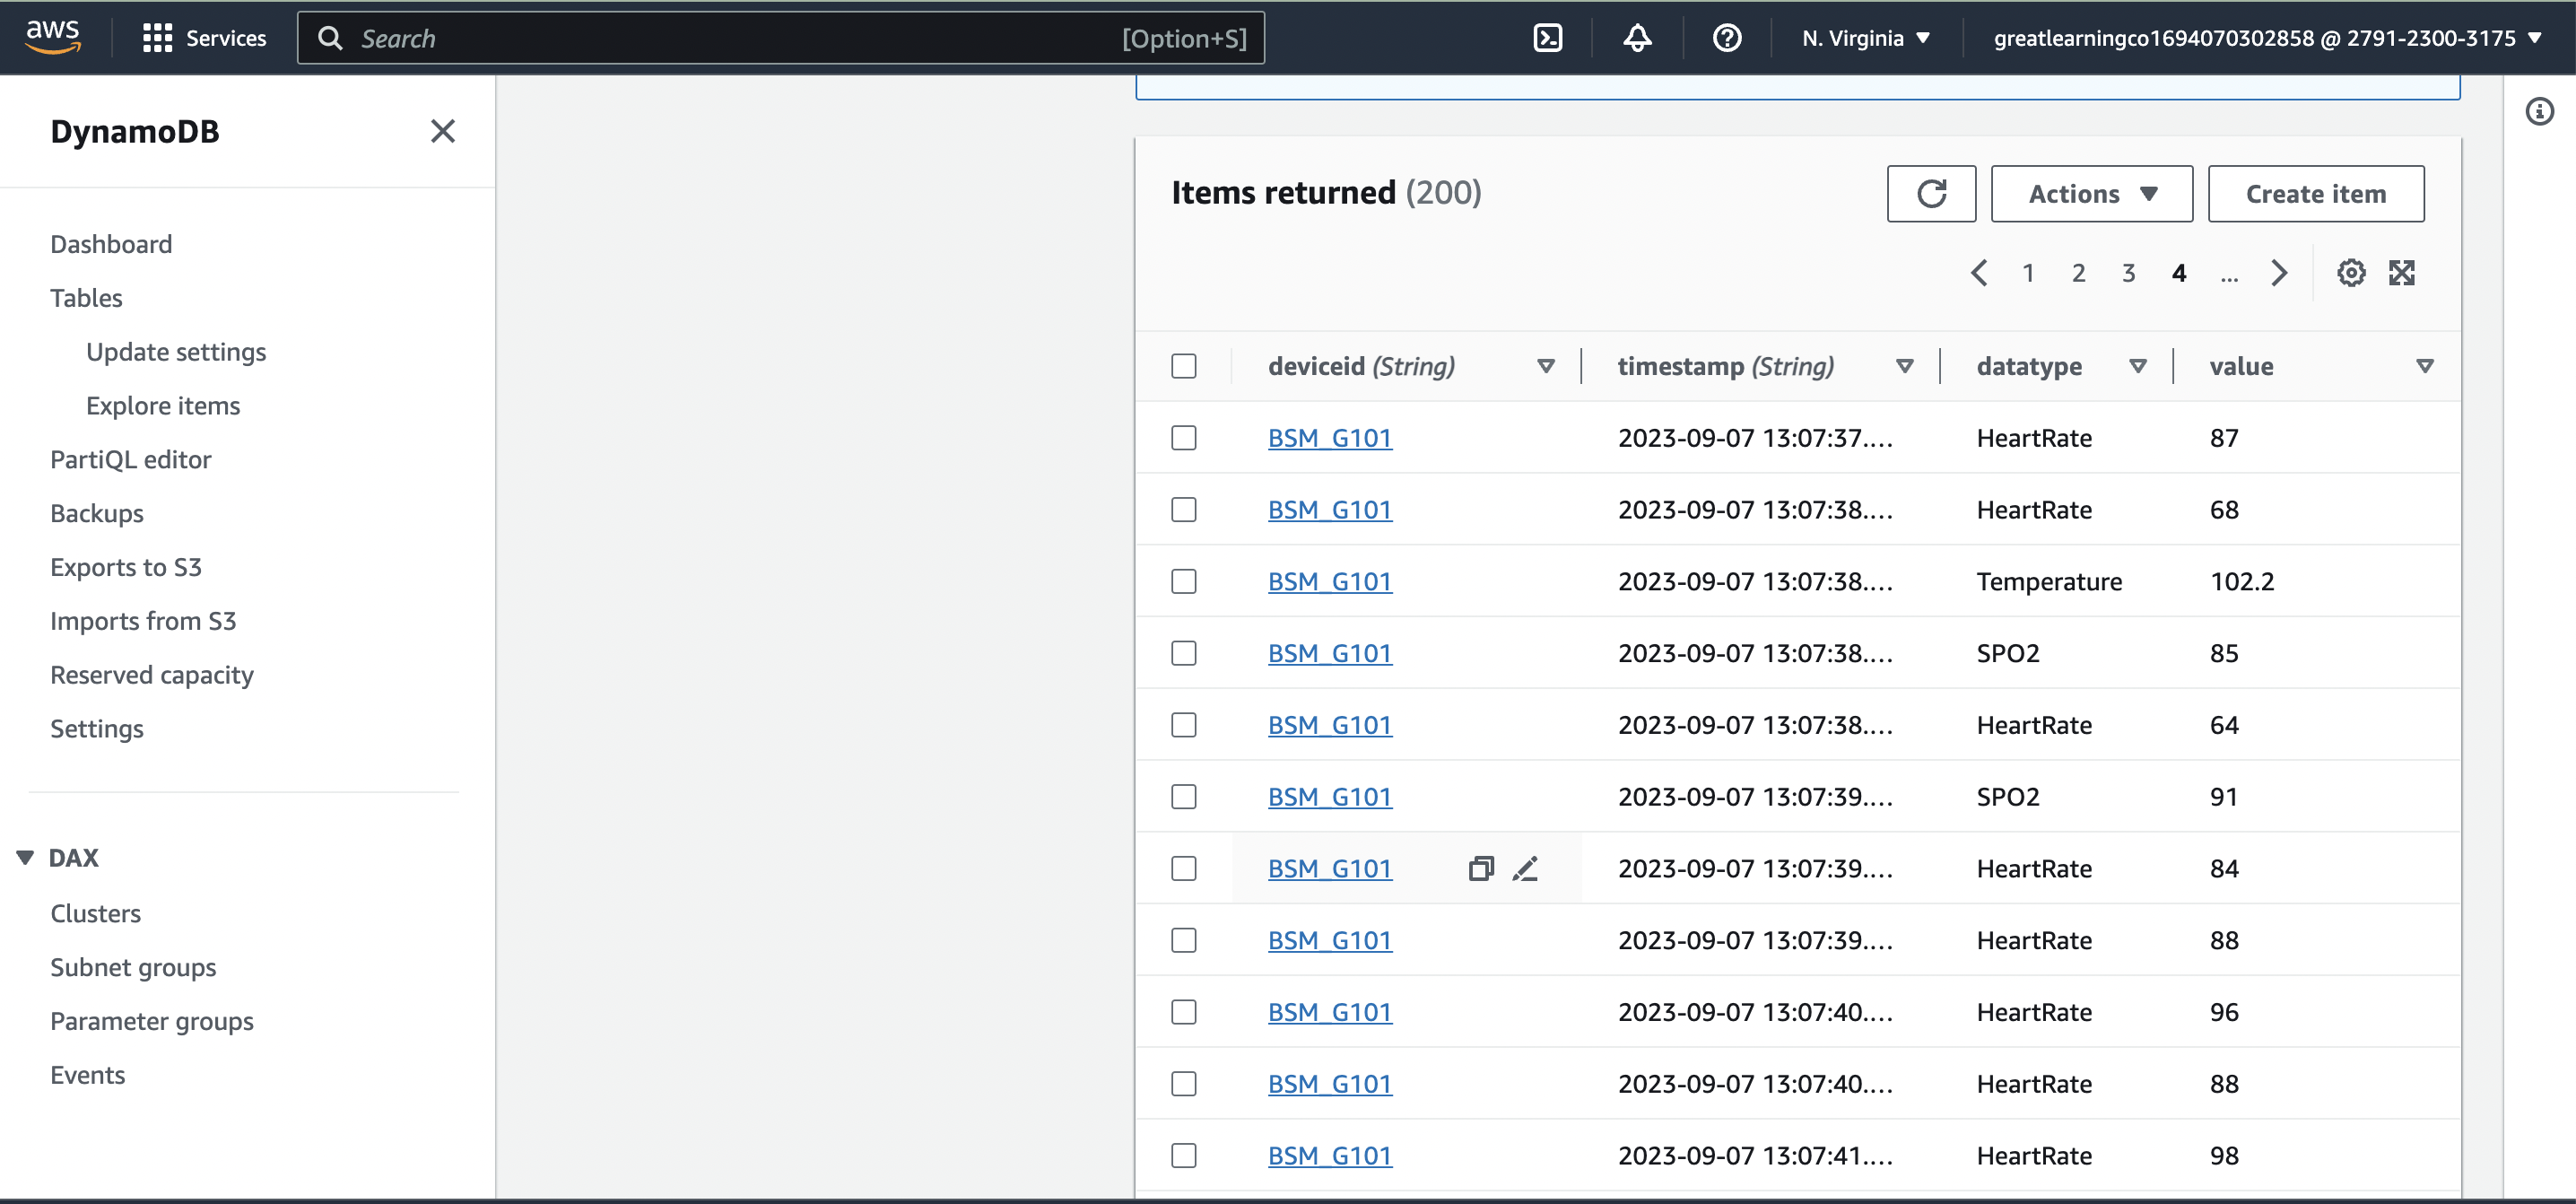 aws Services Search [Option+S] N. Virginia greatlearningco1694070302858 @ 2791-2300-3175
DynamoDB
Dashboard
Tables
Update settings
Explore items
PartiQL editor
Backups
Exports to S3
Imports from S3
Reserved capacity
Settings
DAX
Clusters
Subnet groups
Parameter groups
Events
Items returned (200) Actions Create item
1 2 3 4 ...
deviceid (String) timestamp (String) datatype value
BSM_G101 2023-09-07 13:07:37.... HeartRate 87
BSM_G101 2023-09-07 13:07:38.... HeartRate 68
BSM_G101 2023-09-07 13:07:38.... Temperature 102.2
BSM_G101 2023-09-07 13:07:38.... SPO2 85
BSM_G101 2023-09-07 13:07:38.... HeartRate 64
BSM_G101 2023-09-07 13:07:39.... SPO2 91
BSM_G101 2023-09-07 13:07:39.... HeartRate 84
BSM_G101 2023-09-07 13:07:39.... HeartRate 88
BSM_G101 2023-09-07 13:07:40.... HeartRate 96
BSM_G101 2023-09-07 13:07:40.... HeartRate 88
BSM_G101 2023-09-07 13:07:41.... HeartRate 98